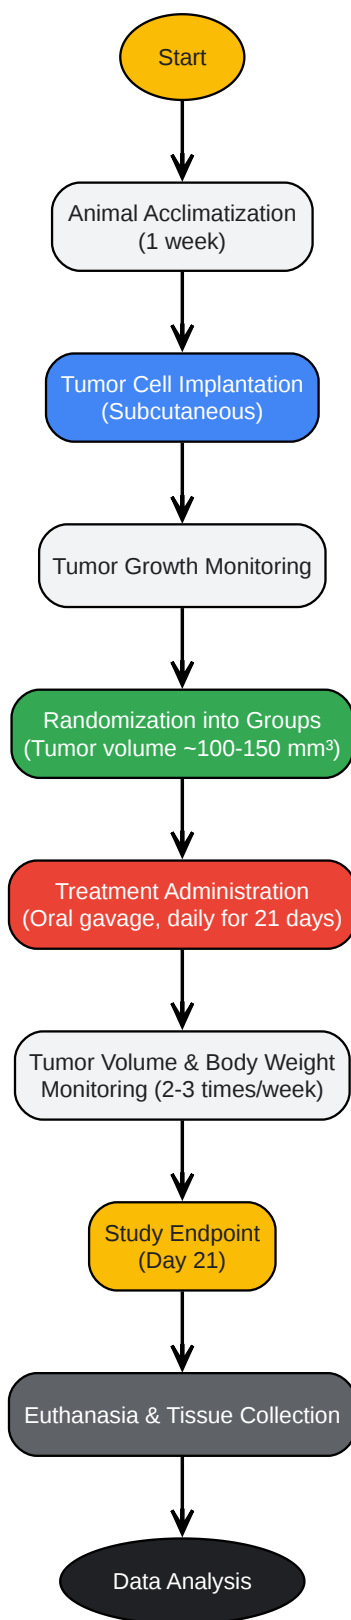 Start
Animal Acclimatization
(1 week)
Tumor Cell Implantation
(Subcutaneous)
Tumor Growth Monitoring
Randomization into Groups
(Tumor volume ~100-150 mm³)
Treatment Administration
(Oral gavage, daily for 21 days)
Tumor Volume & Body Weight
Monitoring (2-3 times/week)
Study Endpoint
(Day 21)
Euthanasia & Tissue Collection
Data Analysis